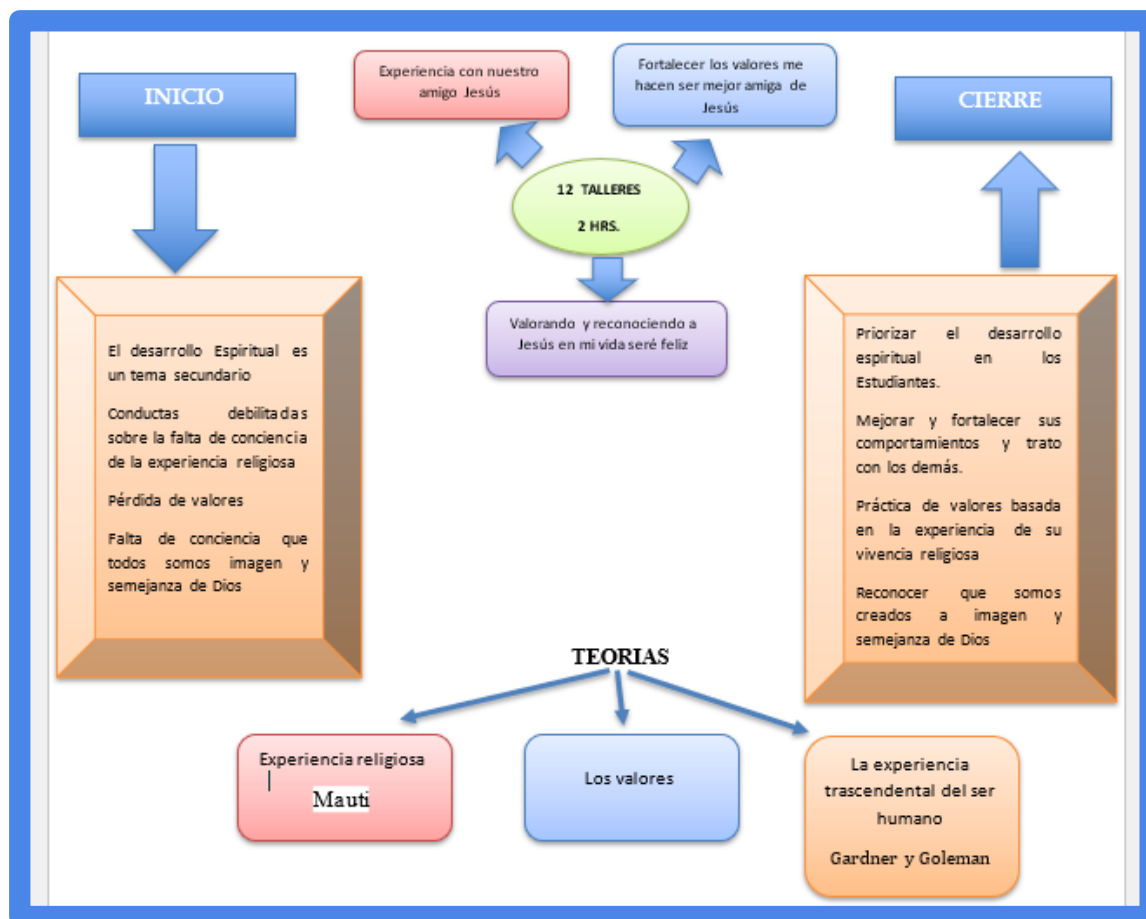 INICIO
Experiencia con nuestro
amigo Jesús
Fortalecer los valores me
hacen ser mejor amiga de
Jesús
CIERRE
12 TALLERES
2 HRS.
Valorando y reconociendo a
Jesús en mi vida seré feliz
El desarrollo Espiritual es
un tema secundario
Conductas debilitadas
sobre la falta de conciencia
de la experiencia religiosa
Pérdida de valores
Falta de conciencia que
todos somos imagen y
semejanza de Dios
Priorizar el desarrollo
espiritual en los
Estudiantes.
Mejorar y fortalecer sus
comportamientos y trato
con los demás.
Práctica de valores basada
en la experiencia de su
vivencia religiosa
Reconocer que somos
creados a imagen y
semejanza de Dios
TEORIAS
Experiencia religiosa
Mauti
Los valores
La experiencia
trascendental del ser
humano
Gardner y Goleman